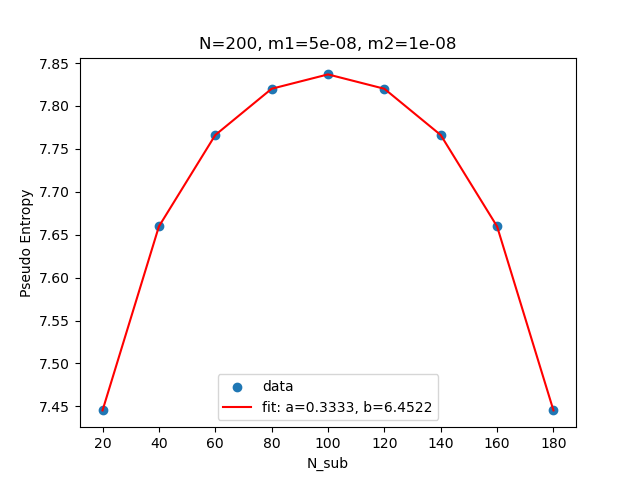 N=200, m1=5e-08, m2=1e-08
Pseudo Entropy
7.85
7.80
7.75
7.70
7.65
7.60
7.55
7.50
7.45
data
fit: a=0.3333, b=6.4522
20 40 60 80 100 120 140 160 180
N_sub